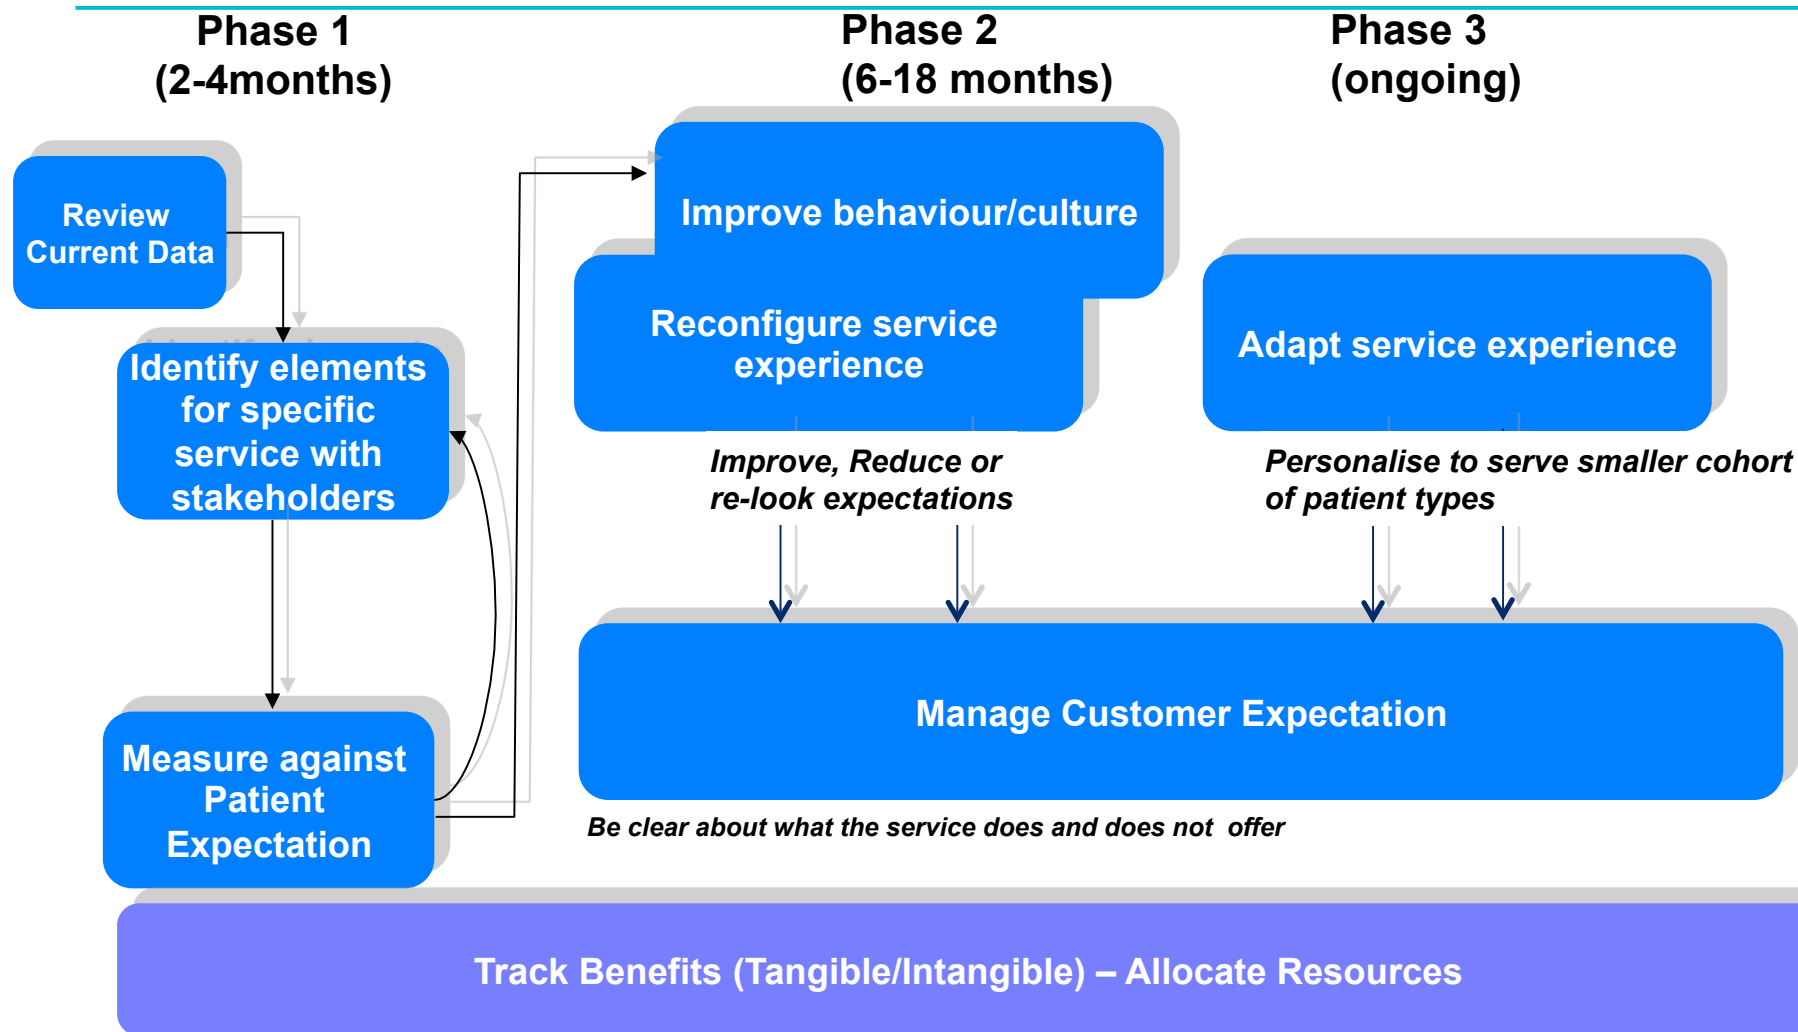 Phase 1
(2-4months)
Phase 2
(6-18 months)
Phase 3
(ongoing)
Review
Current Data
Identify elements
for specific
service with
stakeholders
Measure against
Patient
Expectation
Improve behaviour/culture
Reconfigure service
experience
Improve, Reduce or
re-look expectations
Adapt service experience
Personalise to serve smaller cohort
of patient types
Manage Customer Expectation
Be clear about what the service does and does not  offer
Track Benefits (Tangible/Intangible) – Allocate Resources